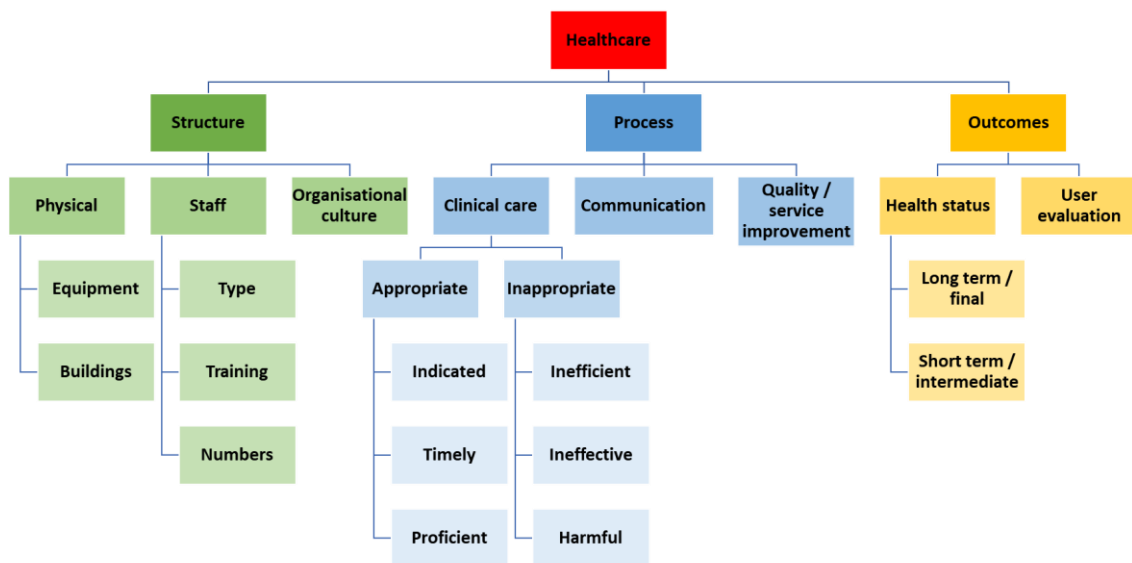 Healthcare
Structure
Process
Outcomes
Physical
Staff
Organisational
culture
Clinical care
Communication
Quality /
service
improvement
Health status
User
evaluation
Equipment
Type
Appropriate
Inappropriate
Long term /
final
Buildings
Training
Indicated
Inefficient
Short term /
intermediate
Numbers
Timely
Ineffective
Proficient
Harmful